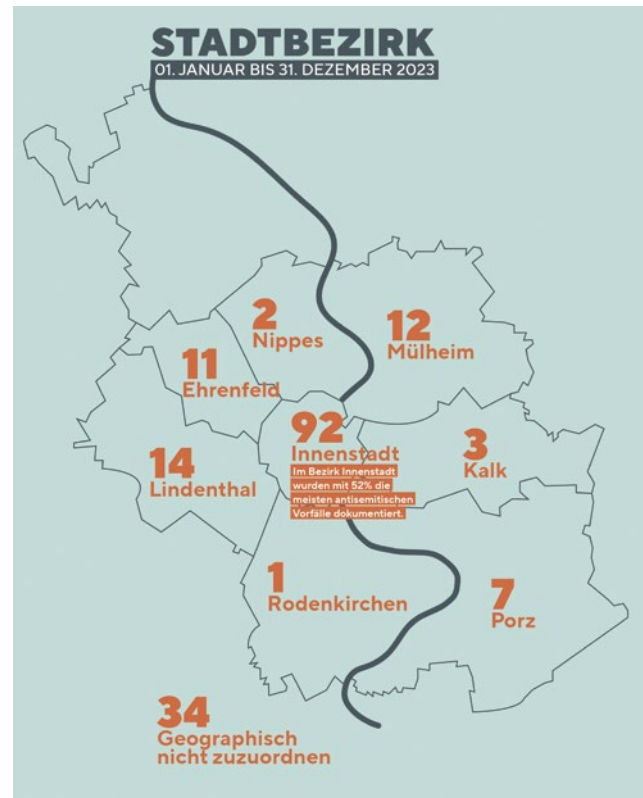 STADTBEZIRK
01. JANUAR BIS 31. DEZEMBER 2023
2
Nippes
12
Mülheim
11
Ehrenfeld
92
Innenstadt
Im Bezirk Innenstadt
wurden mit 52% die
meisten antisemitischen
Vorfälle dokumentiert.
3
Kalk
14
Lindenthal
1
Rodenkirchen
7
Porz
34
Geographisch
nicht zuzuordnen